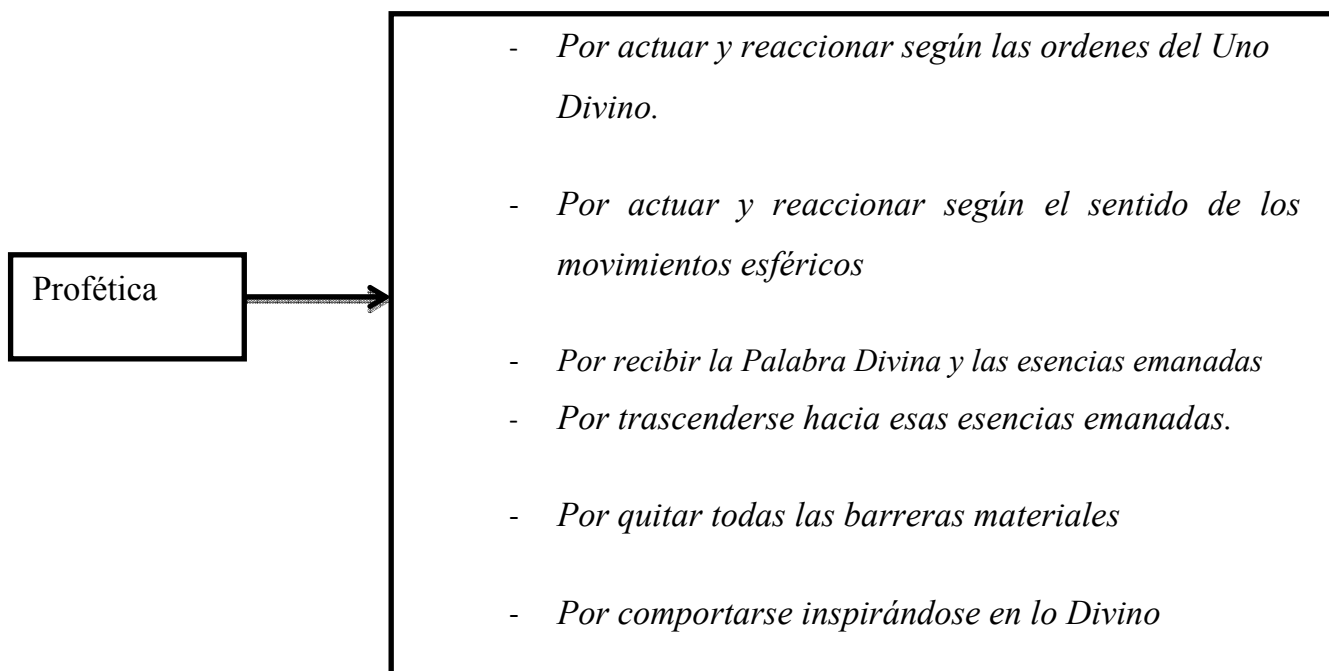 - Por actuar y reaccionar según las ordenes del Uno
Divino.
- Por actuar y reaccionar según el sentido de los
movimientos esféricos
Profética
- Por recibir la Palabra Divina y las esencias emanadas
- Por trascenderse hacia esas esencias emanadas.
- Por quitar todas las barreras materiales
- Por comportarse inspirándose en lo Divino